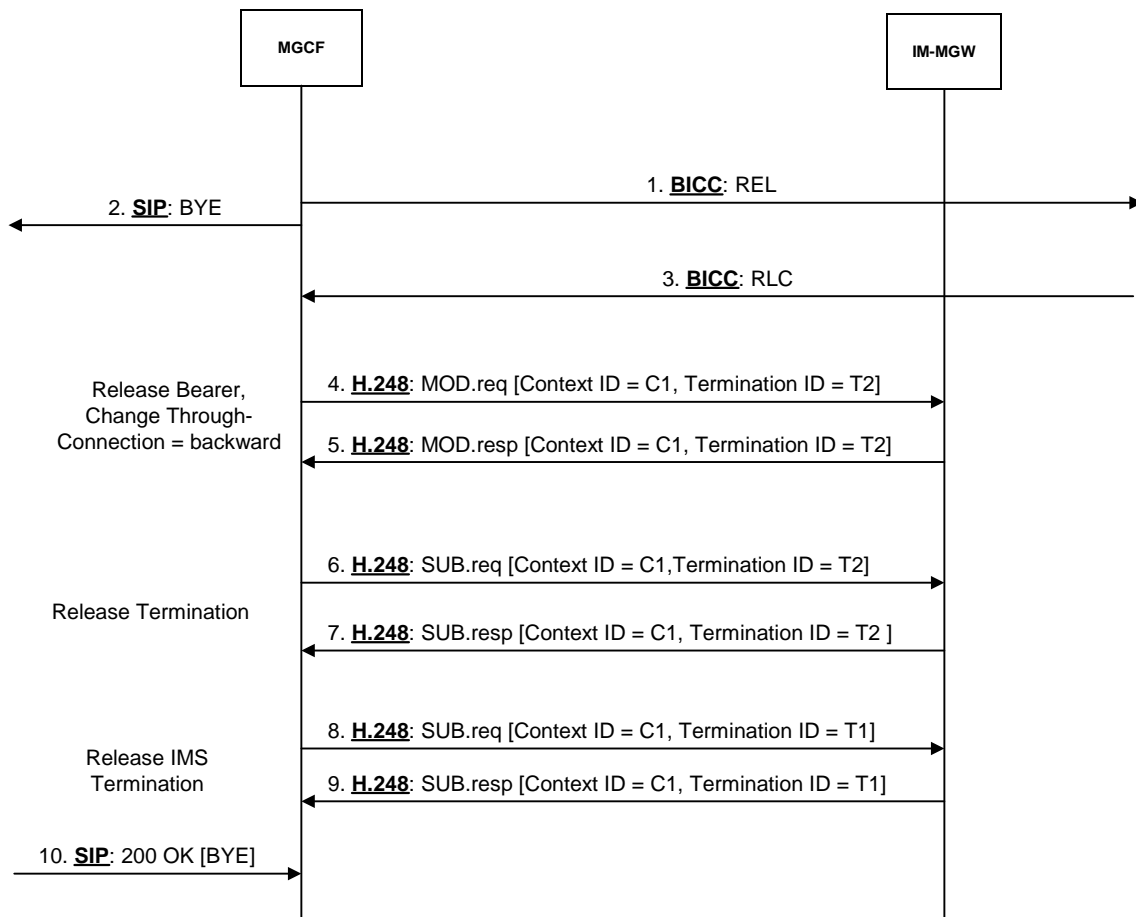 MGCF
IM-MGW
1. BICC: REL
2. SIP: BYE
3. BICC: RLC
Release Bearer,
Change Through-
Connection = backward
4. H.248: MOD.req [Context ID = C1, Termination ID = T2]
5. H.248: MOD.resp [Context ID = C1, Termination ID = T2]
6. H.248: SUB.req [Context ID = C1,Termination ID = T2]
Release Termination
7. H.248: SUB.resp [Context ID = C1, Termination ID = T2 ]
8. H.248: SUB.req [Context ID = C1, Termination ID = T1]
Release IMS
Termination
9. H.248: SUB.resp [Context ID = C1, Termination ID = T1]
10. SIP: 200 OK [BYE]